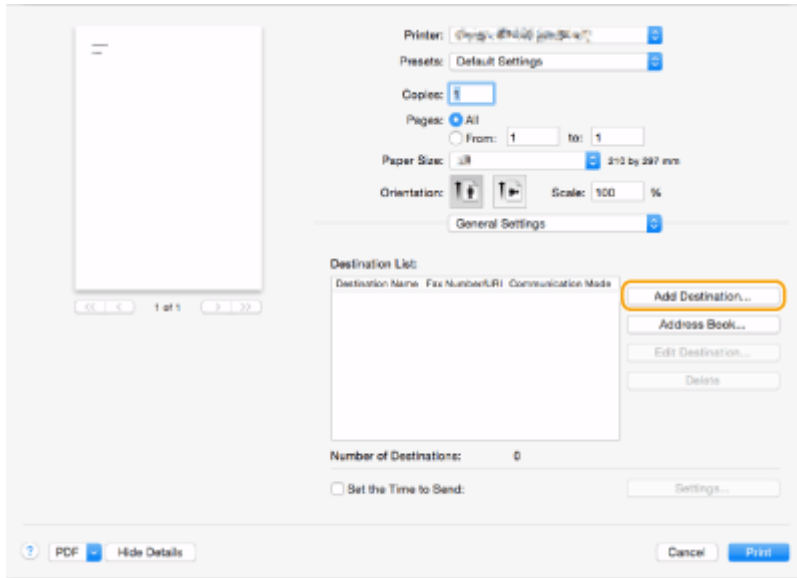 Printer:
Presets: Default Settings
Copies: 1
Pages: All
From: 1 to: 1
Paper Size: 210 by 297 mm
Orientation: Scale: 100 %
General Settings
Destination List:
Destination Name Fax Number/URI Communication Mode
Add Destination...
Address Book...
Edit Destination...
Delete
<< < 1 of 1 > >>
Number of Destinations: 0
Set the Time to Send: Settings...
? PDF Hide Details Cancel Print